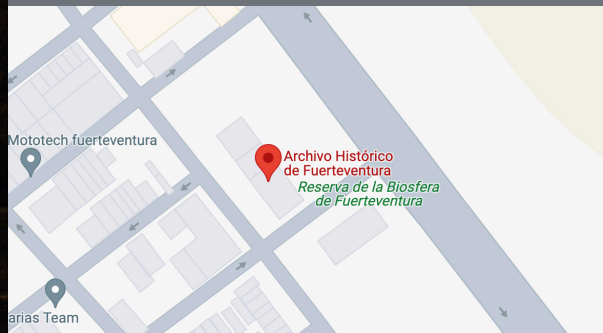 Mototech fuerteventura
Archivo Histórico
de Fuerteventura
Reserva de la Biosfera
de Fuerteventura
arias Team